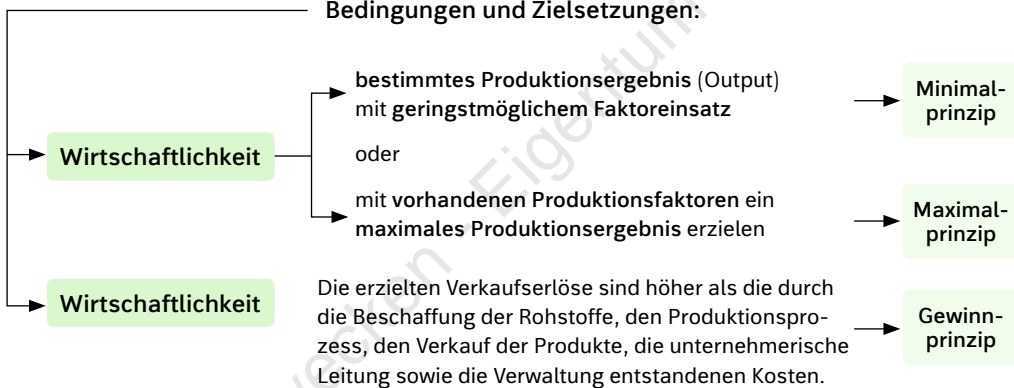 Bedingungen und Zielsetzungen:
bestimmtes Produktionsergebnis (Output)
mit geringstmöglichem Faktoreinsatz
Minimal-
prinzip
Wirtschaftlichkeit
oder
mit vorhandenen Produktionsfaktoren ein
maximales Produktionsergebnis erzielen
Maximal-
prinzip
Wirtschaftlichkeit
Die erzielten Verkaufserlöse sind höher als die durch
die Beschaffung der Rohstoffe, den Produktionspro-
zess, den Verkauf der Produkte, die unternehmerische
Leitung sowie die Verwaltung entstandenen Kosten.
Gewinn-
prinzip